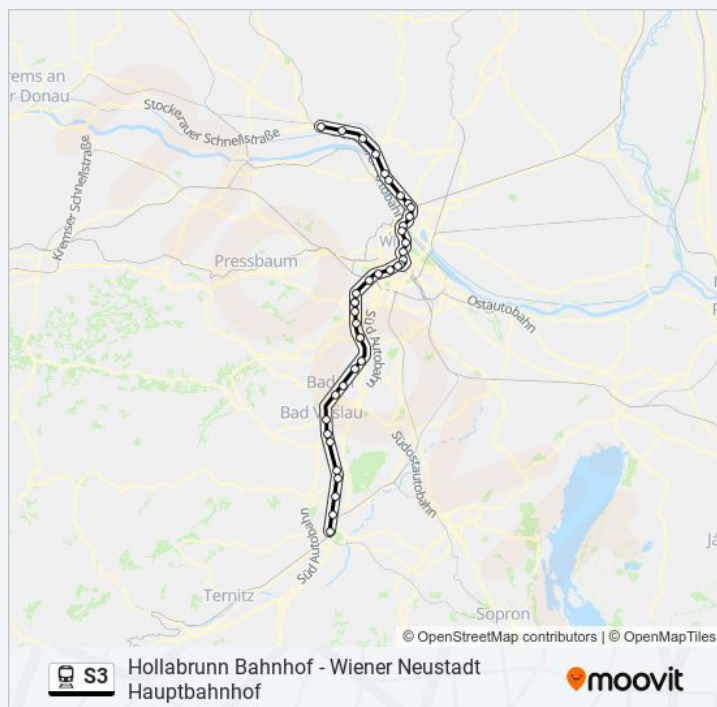 rems an
r Donau
Stockerauer Schnellstraße
Kremser Schnellstraße
Pressbaum
Wi
Ostautobahn
Süd Autobahn
Bad
Bad Vöslau
Südostautobahn
Süd Autobahn
Ternitz
Sopron
© OpenStreetMap contributors | © OpenMapTiles
S3
Hollabrunn Bahnhof - Wiener Neustadt
Hauptbahnhof
moovit